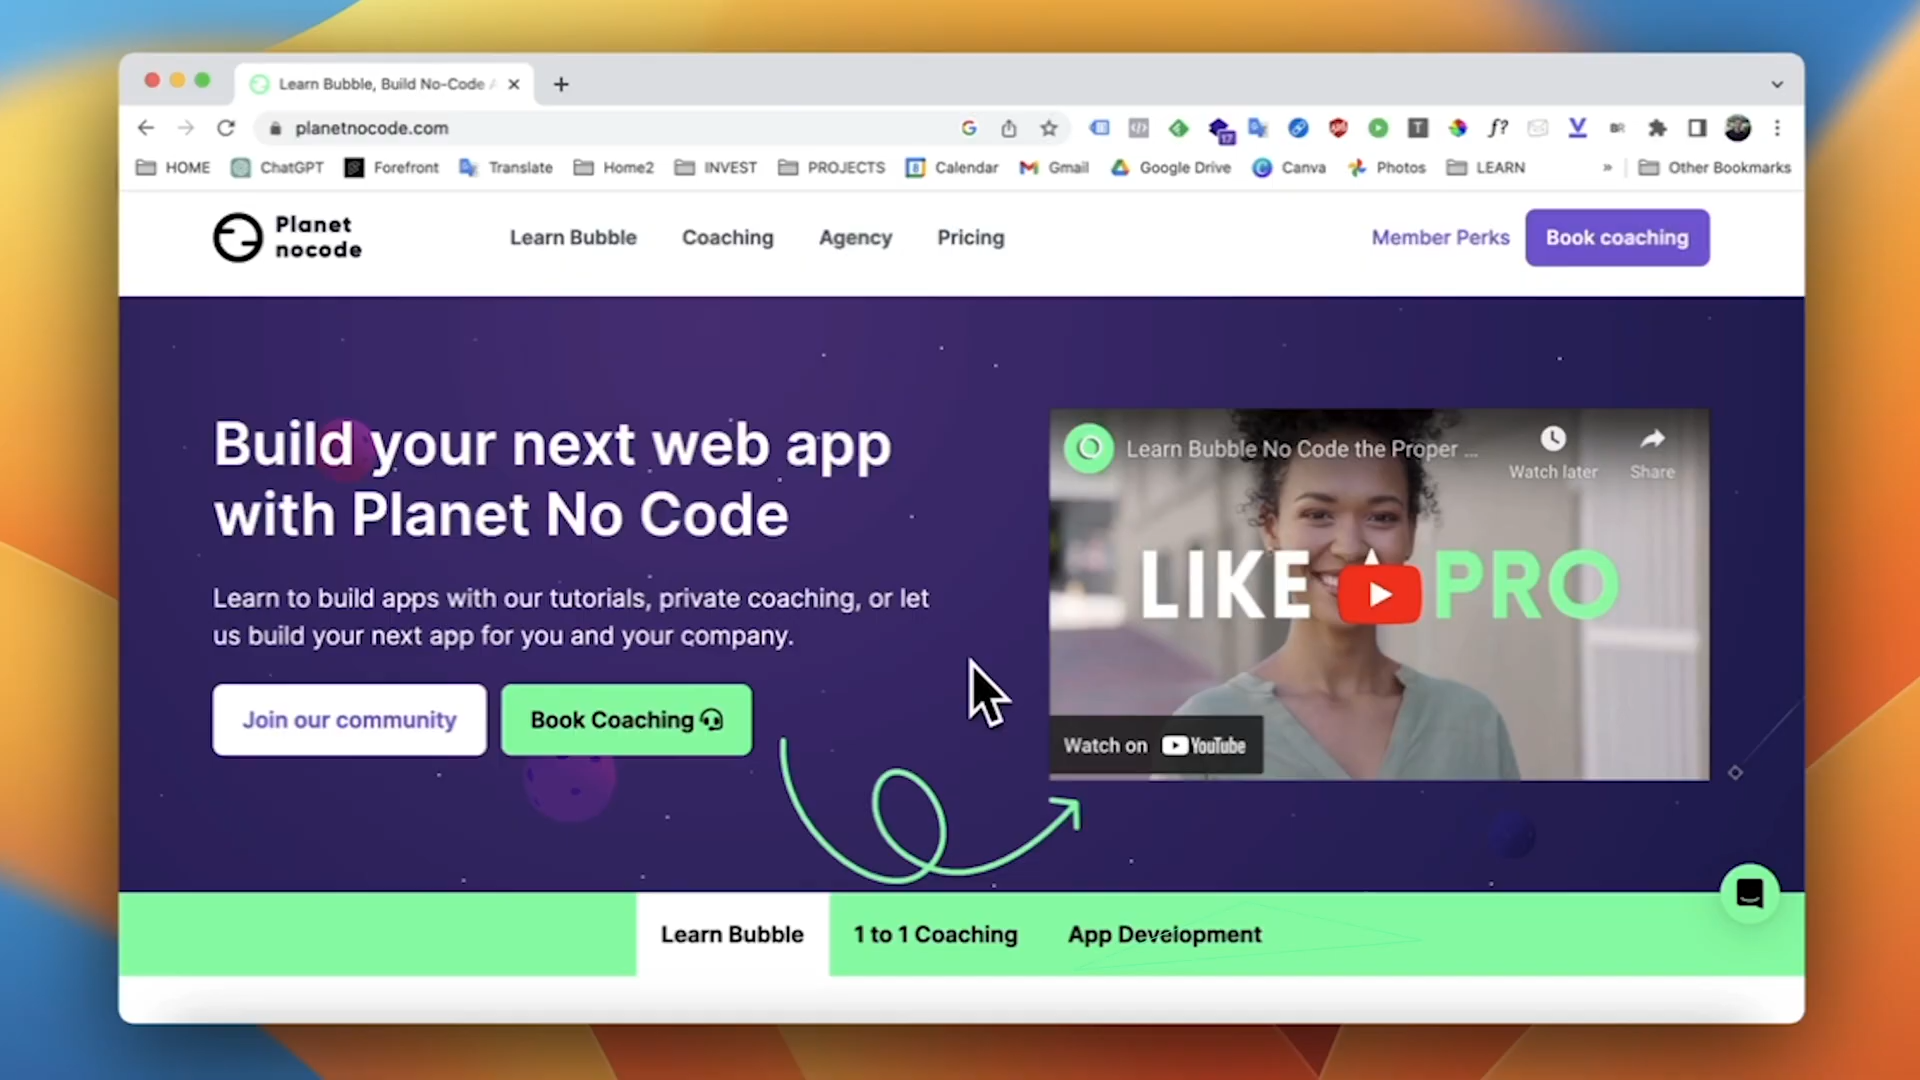 Learn Bubble, Build No-Code
planetnocode.com
17
T
f?
BR
HOME
ChatGPT
Forefront
Translate
Home2
INVEST
PROJECTS
Calendar
Gmail
Google Drive
Canva
Photos
LEARN
»
Other Bookmarks
Planet
nocode
Learn Bubble
Coaching
Agency
Pricing
Member Perks
Book coaching
Build your next web app
with Planet No Code
Learn to build apps with our tutorials, private coaching, or let
us build your next app for you and your company.
Join our community
Book Coaching
Learn Bubble No Code the Proper ...
Watch later
Share
LIKE
PRO
Watch on YouTube
Learn Bubble
1 to 1 Coaching
App Development